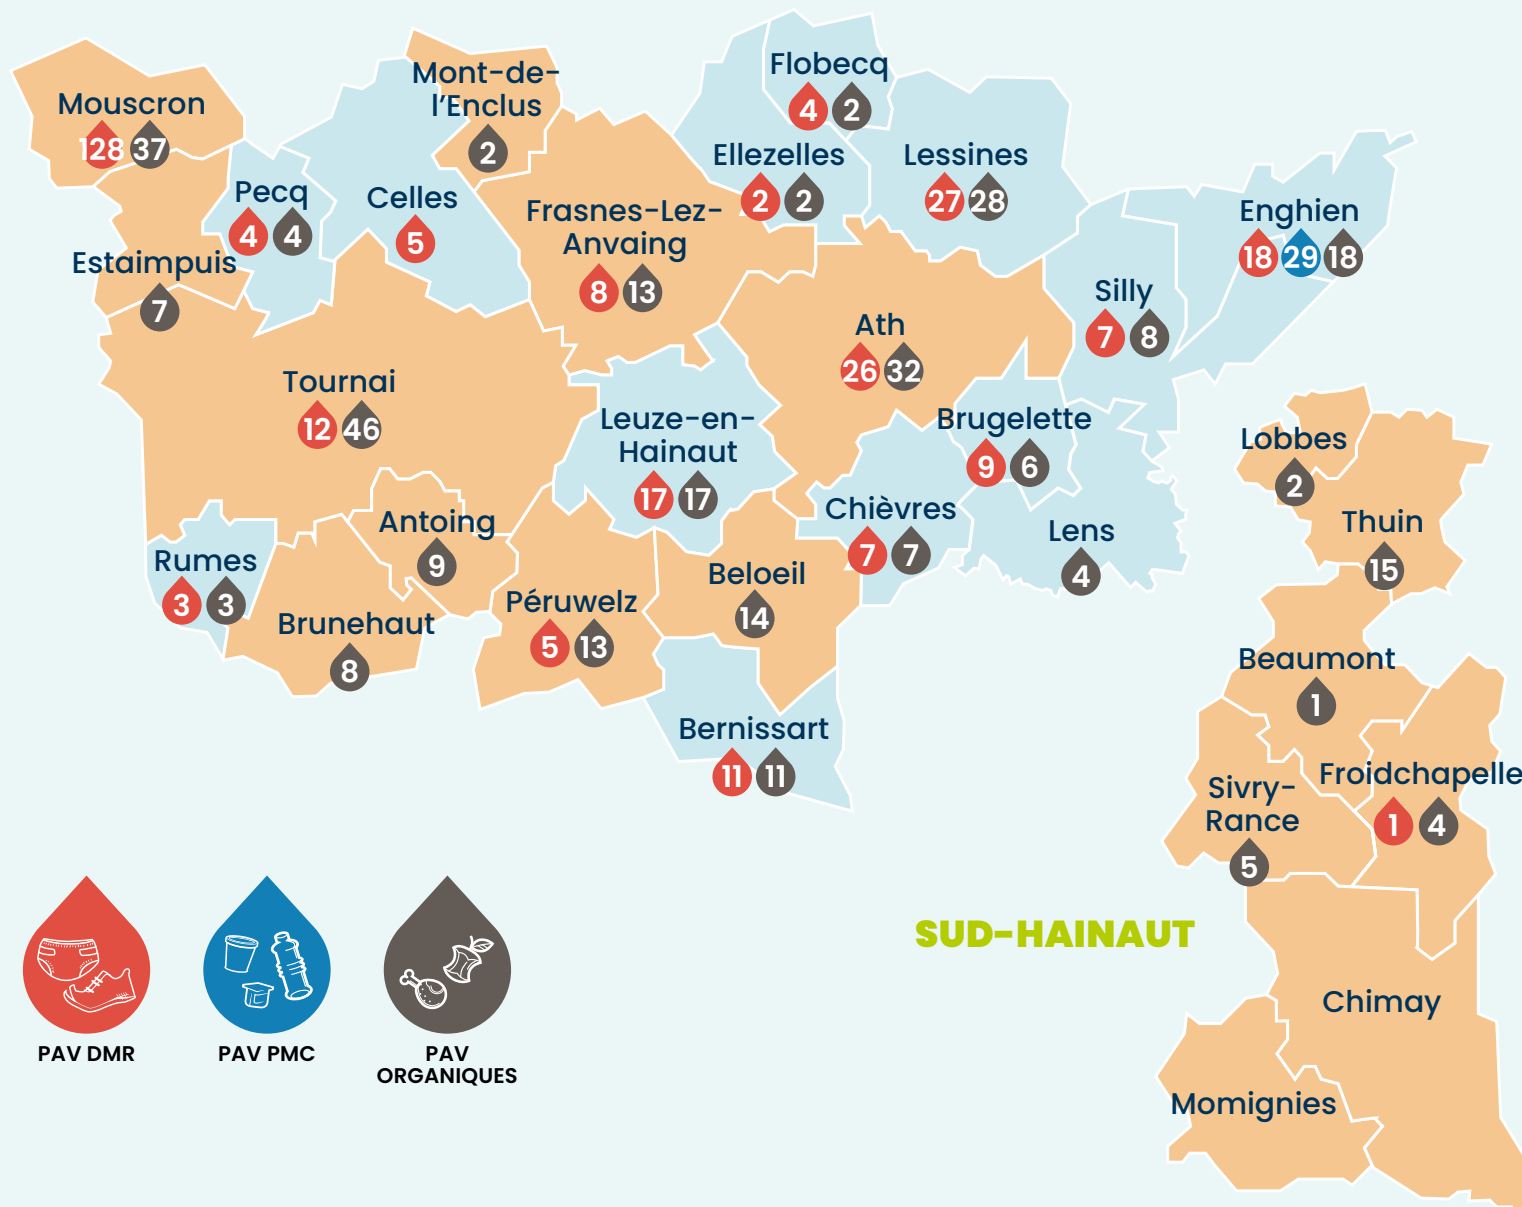 Flobecq
4 2
Mont-de-
l'Enclus
2
Mouscron
128 37
Ellezelles
2 2
Lessines
27 28
Pecq
4 4
Celles
5
Frasnes-Lez-
Anvaing
8 13
Enghien
18 29 18
Estaimpuis
7
Silly
7 8
Ath
26 32
Tournai
12 46
Leuze-en-
Hainaut
17 17
Brugelette
9 6
Lobbes
2
Chièvres
7 7
Antoing
9
Lens
4
Thuin
15
Rumes
3 3
Beloeil
14
Péruwelz
5 13
Brunehaut
8
Beaumont
1
Bernissart
11 11
Froidchapelle
1 4
Sivry-
Rance
5
SUD-HAINAUT
Chimay
Momignies
PAV DMR
PAV PMC
PAV
ORGANIQUES